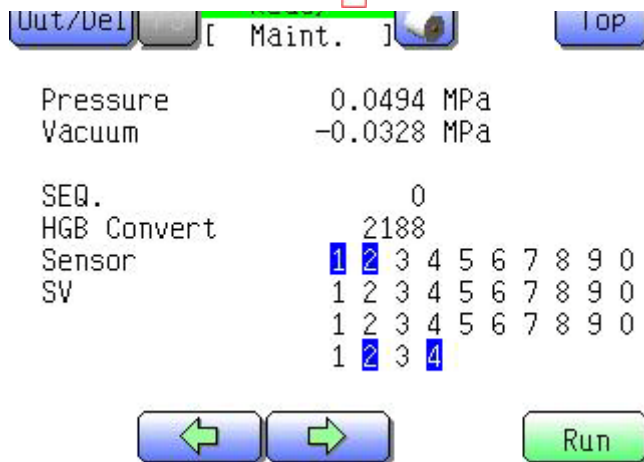 Out/Del
[ Maint. ]
Top
Pressure 0.0494 MPa
Vacuum -0.0328 MPa
SEQ. 0
HGB Convert 2188
Sensor 1 2 3 4 5 6 7 8 9 0
SV 1 2 3 4 5 6 7 8 9 0
1 2 3 4 5 6 7 8 9 0
1 2 3 4
Run